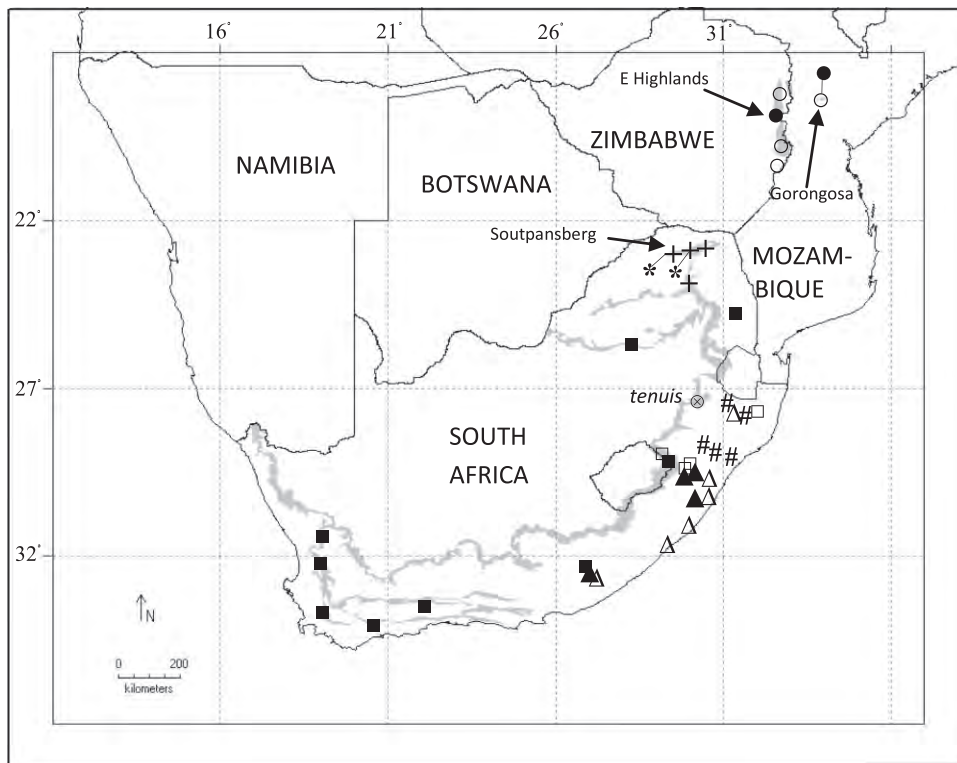 16° 21° 26° 31°
E Highlands
ZIMBABWE
NAMIBIA
BOTSWANA
Gorongosa
22°
Soutpansberg
MOZAM-
BIQUE
27°
tenuis
SOUTH
AFRICA
32°
N
0 200
kilometers